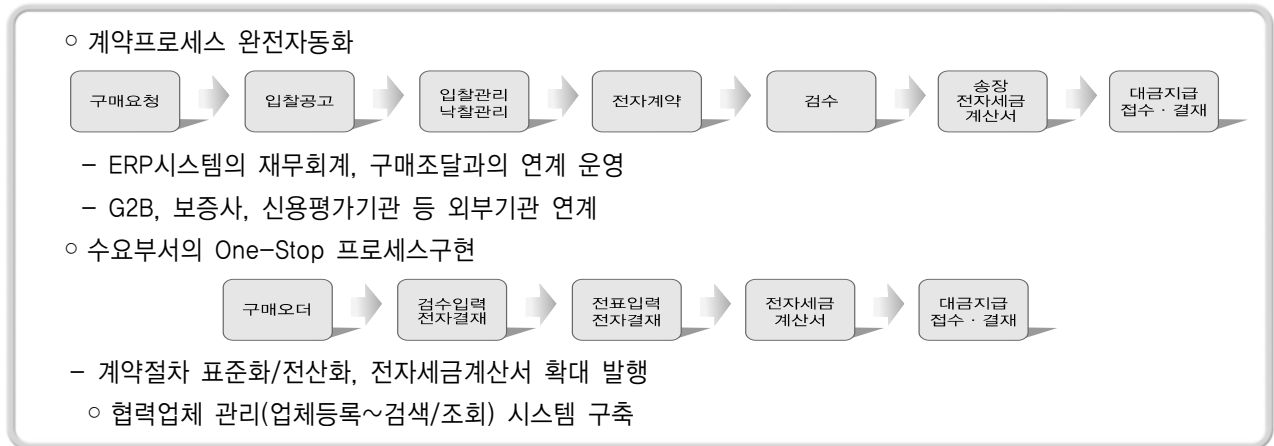 ○ 계약프로세스 완전자동화
구매요청
입찰공고
입찰관리
낙찰관리
전자계약
검수
송장
전자세금
계산서
대금지급
접수 · 결재
- ERP시스템의 재무회계, 구매조달과의 연계 운영
- G2B, 보증사, 신용평가기관 등 외부기관 연계
○ 수요부서의 One-Stop 프로세스구현
구매오더
검수입력
전자결재
전표입력
전자결재
전자세금
계산서
대금지급
접수 · 결재
- 계약절차 표준화/전산화, 전자세금계산서 확대 발행
○ 협력업체 관리(업체등록~검색/조회) 시스템 구축